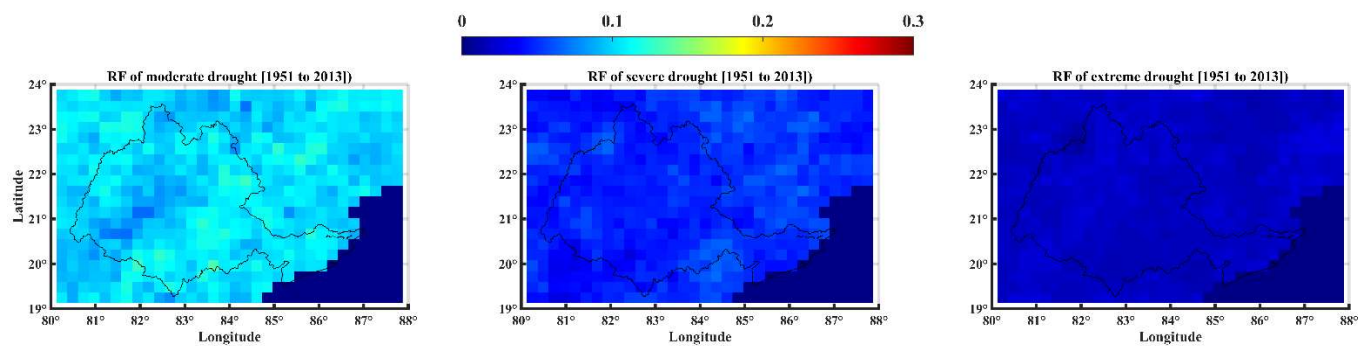 0 0.1 0.2 0.3
RF of moderate drought [1951 to 2013])
24°
23°
22°
21°
20°
19°
Latitude
80° 81° 82° 83° 84° 85° 86° 87° 88°
Longitude
RF of severe drought [1951 to 2013])
24°
23°
22°
21°
20°
19°
80° 81° 82° 83° 84° 85° 86° 87° 88°
Longitude
RF of extreme drought [1951 to 2013])
24°
23°
22°
21°
20°
19°
80° 81° 82° 83° 84° 85° 86° 87° 88°
Longitude